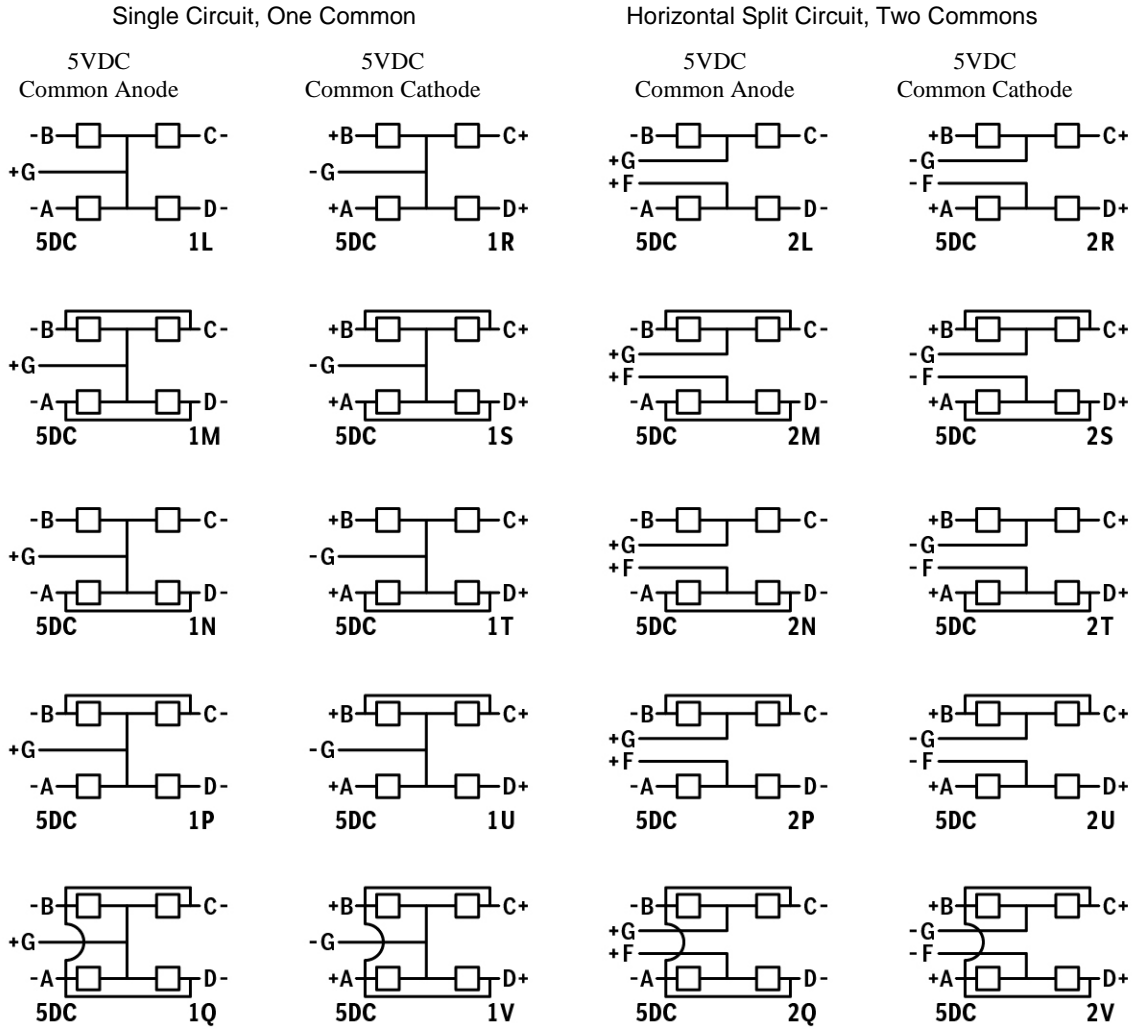 Single Circuit, One Common
Horizontal Split Circuit, Two Commons
5VDC
Common Anode
5VDC
Common Cathode
5VDC
Common Anode
5VDC
Common Cathode
-B C-
+G
-A D-
5DC 1L
+B C+
-G
+A D+
5DC 1R
-B C-
+G
+F
-A D-
5DC 2L
+B C+
-G
-F
+A D+
5DC 2R
-B C-
+G
-A D-
5DC 1M
+B C+
-G
+A D+
5DC 1S
-B C-
+G
+F
-A D-
5DC 2M
+B C+
-G
-F
+A D+
5DC 2S
-B C-
+G
-A D-
5DC 1N
+B C+
-G
+A D+
5DC 1T
-B C-
+G
+F
-A D-
5DC 2N
+B C+
-G
-F
+A D+
5DC 2T
-B C-
+G
-A D-
5DC 1P
+B C+
-G
+A D+
5DC 1U
-B C-
+G
+F
-A D-
5DC 2P
+B C+
-G
-F
+A D+
5DC 2U
-B C-
+G
-A D-
5DC 1Q
+B C+
-G
+A D+
5DC 1V
-B C-
+G
+F
-A D-
5DC 2Q
+B C+
-G
-F
+A D+
5DC 2V